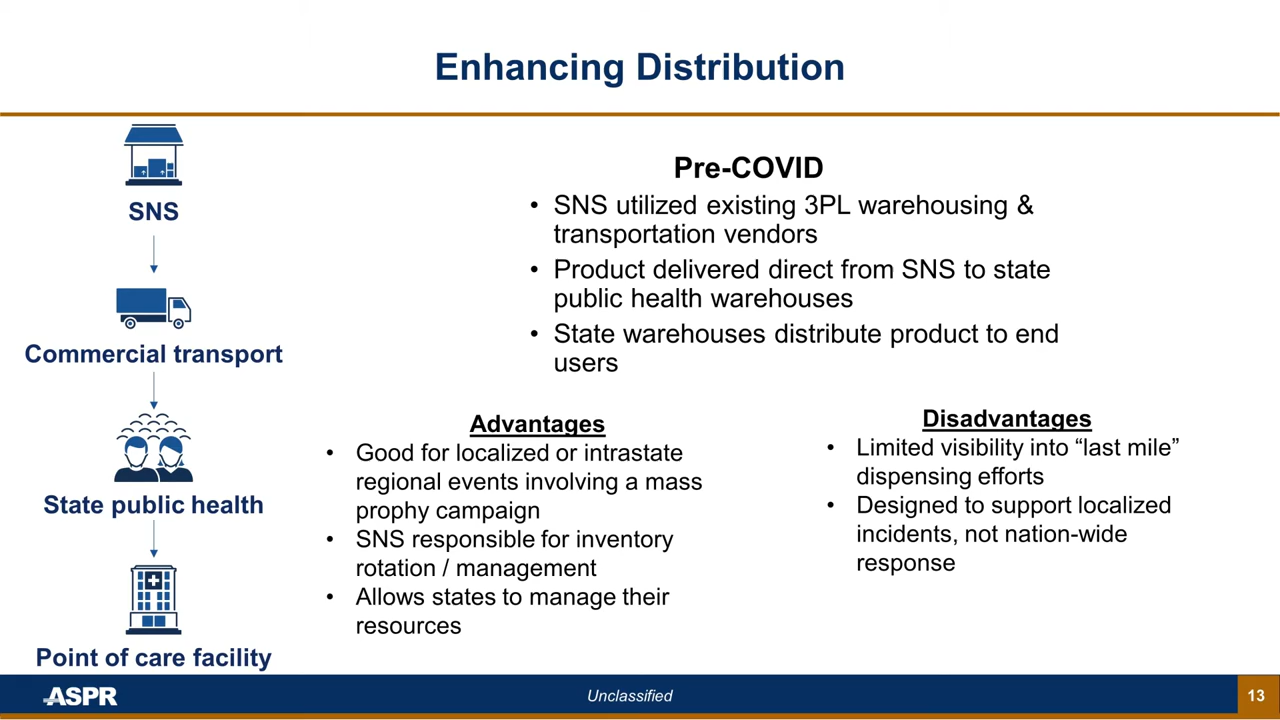 Enhancing Distribution
SNS
Commercial transport
State public health
Point of care facility
Pre-COVID
• SNS utilized existing 3PL warehousing &
transportation vendors
• Product delivered direct from SNS to state
public health warehouses
• State warehouses distribute product to end
users
Advantages
• Good for localized or intrastate
regional events involving a mass
prophy campaign
• SNS responsible for inventory
rotation / management
• Allows states to manage their
resources
Disadvantages
• Limited visibility into “last mile”
dispensing efforts
• Designed to support localized
incidents, not nation-wide
response
ASPR
Unclassified
13